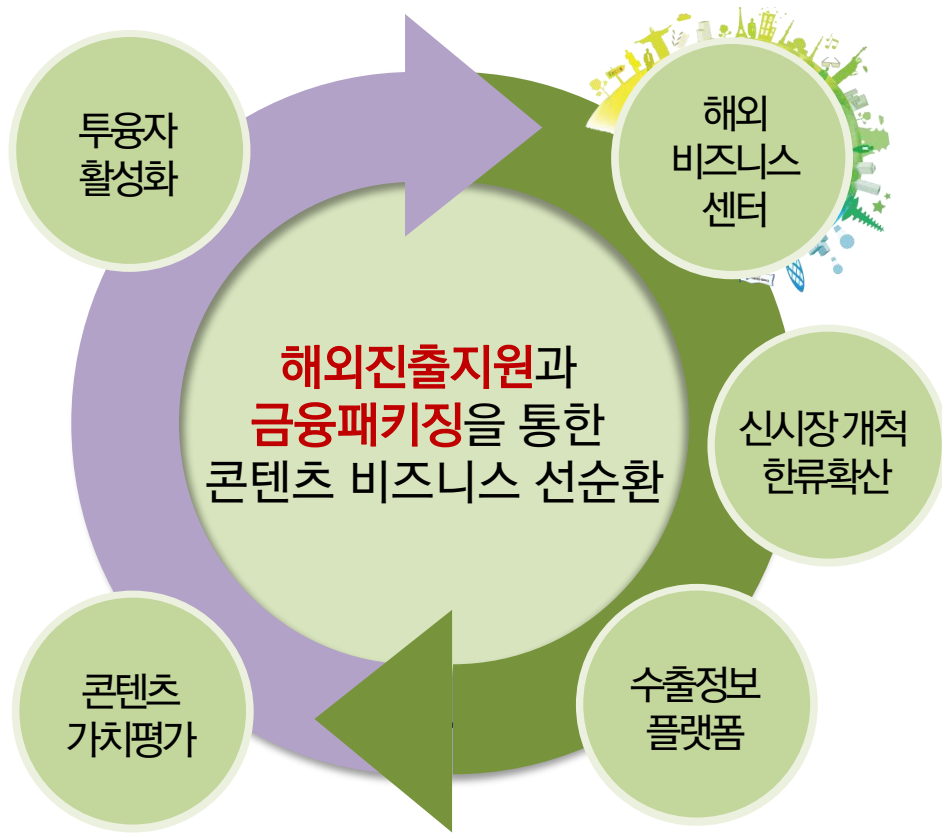 투융자
활성화
해외
비즈니스
센터
해외진출지원과
금융패키징을 통한
콘텐츠 비즈니스 선순환
신시장 개척
한류확산
콘텐츠
가치평가
수출정보
플랫폼